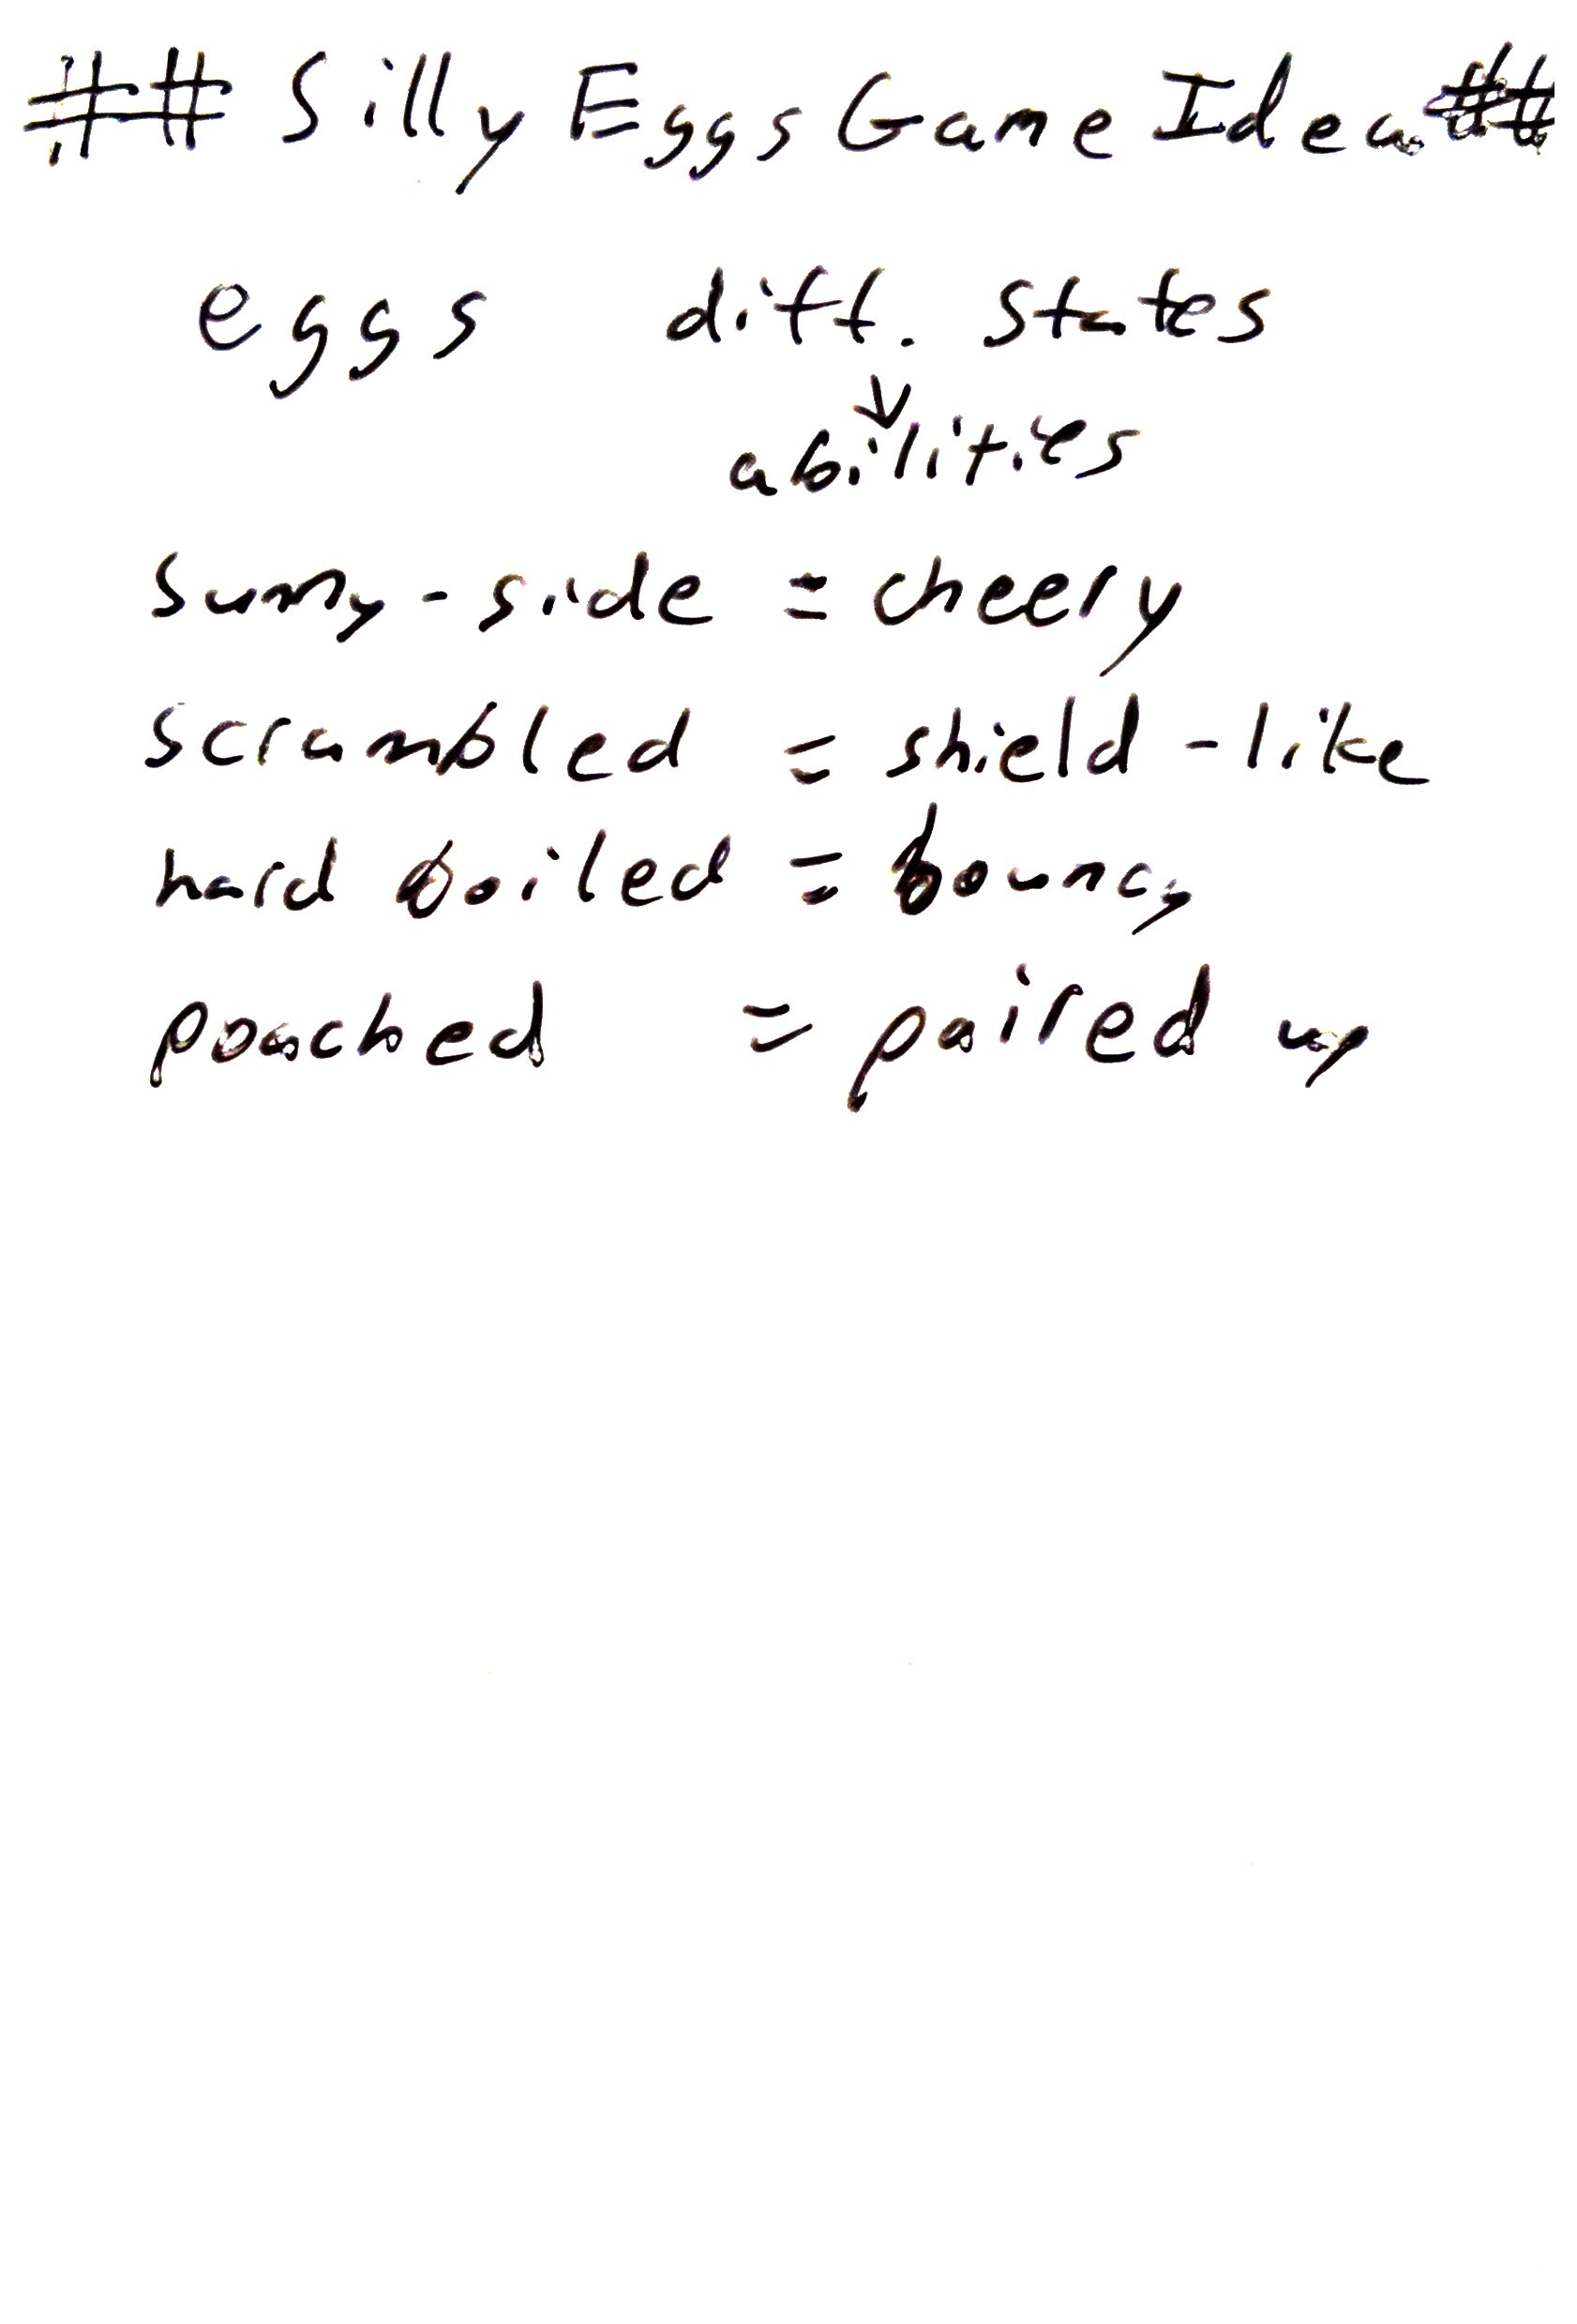 ## Silly Eggs Game Idea ##
eggs diff. states
↓
abilities
sunny-side = cheery
scrambled = shield-like
hard boiled = bouncy
poached = paired up